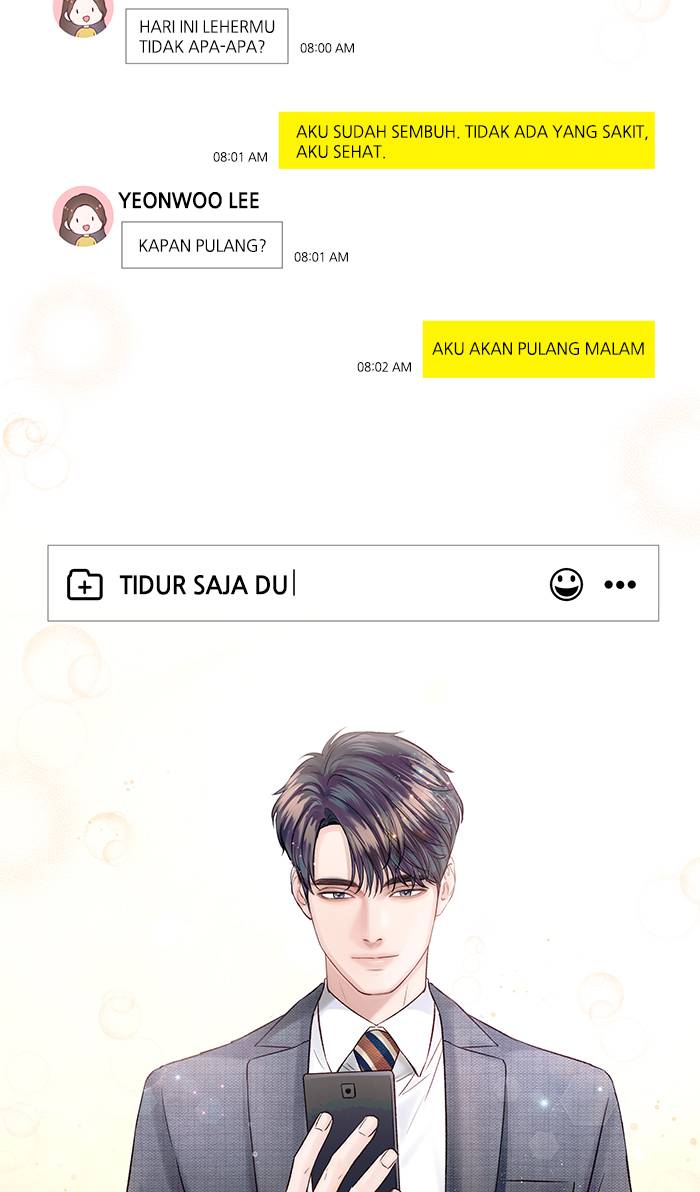 HARI INI LEHERMU
TIDAK APA-APA?
08:00 AM
AKU SUDAH SEMBUH. TIDAK ADA YANG SAKIT,
AKU SEHAT.
08:01 AM
YEONWOO LEE
KAPAN PULANG?
08:01 AM
AKU AKAN PULANG MALAM
08:02 AM
TIDUR SAJA DU